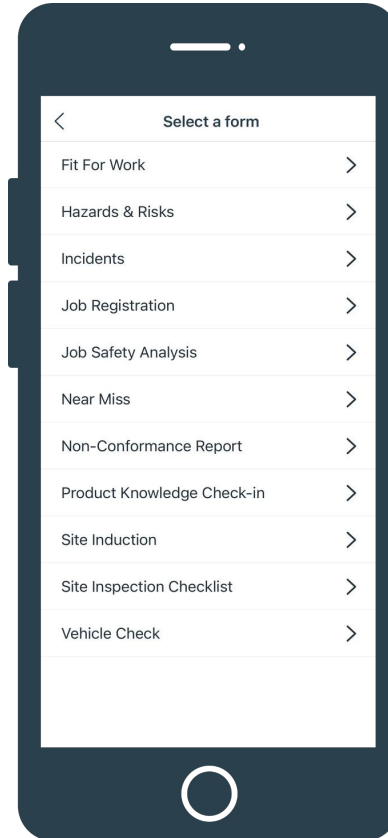 Select a form
Fit For Work
Hazards & Risks
Incidents
Job Registration
Job Safety Analysis
Near Miss
Non-Conformance Report
Product Knowledge Check-in
Site Induction
Site Inspection Checklist
Vehicle Check